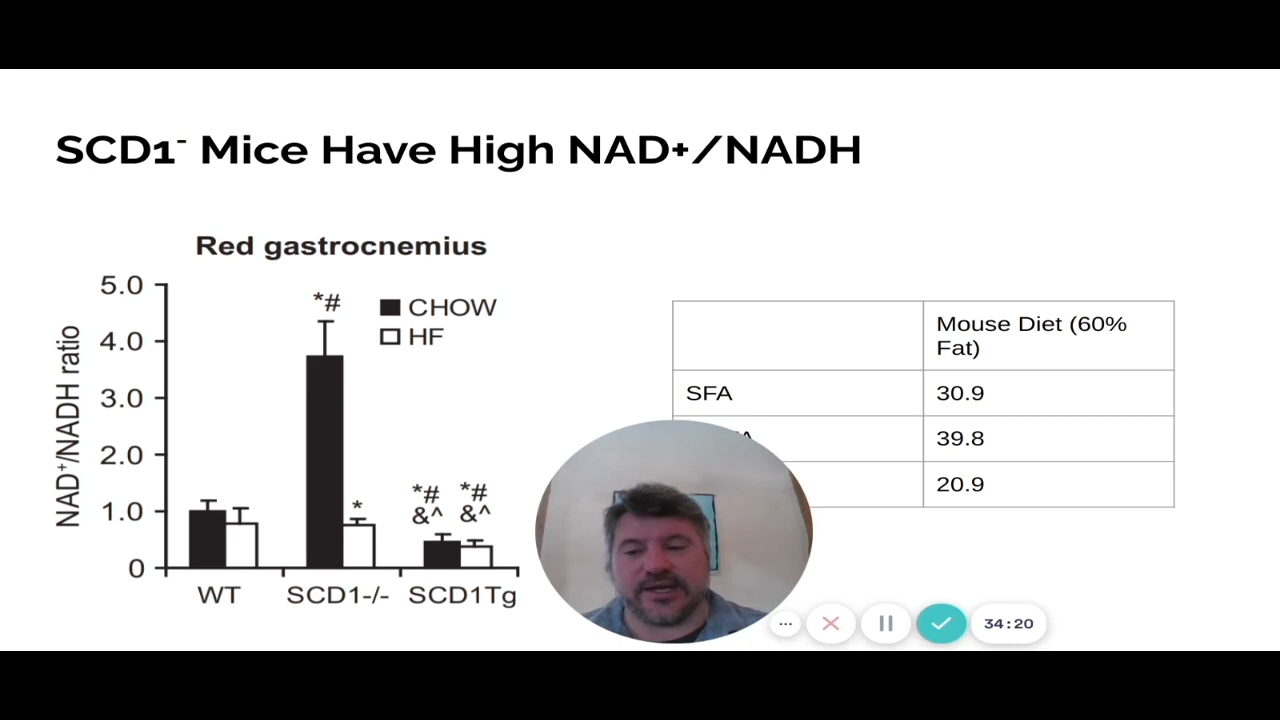 SCD1⁻ Mice Have High NAD+/NADH
Red gastrocnemius
NAD⁺/NADH ratio
5.0
4.0
3.0
2.0
1.0
0
*#
CHOW
HF
*
*#
&^
*#
&^
WT
SCD1-/-
SCD1Tg
Mouse Diet (60%
Fat)
SFA
30.9
39.8
20.9
34:20